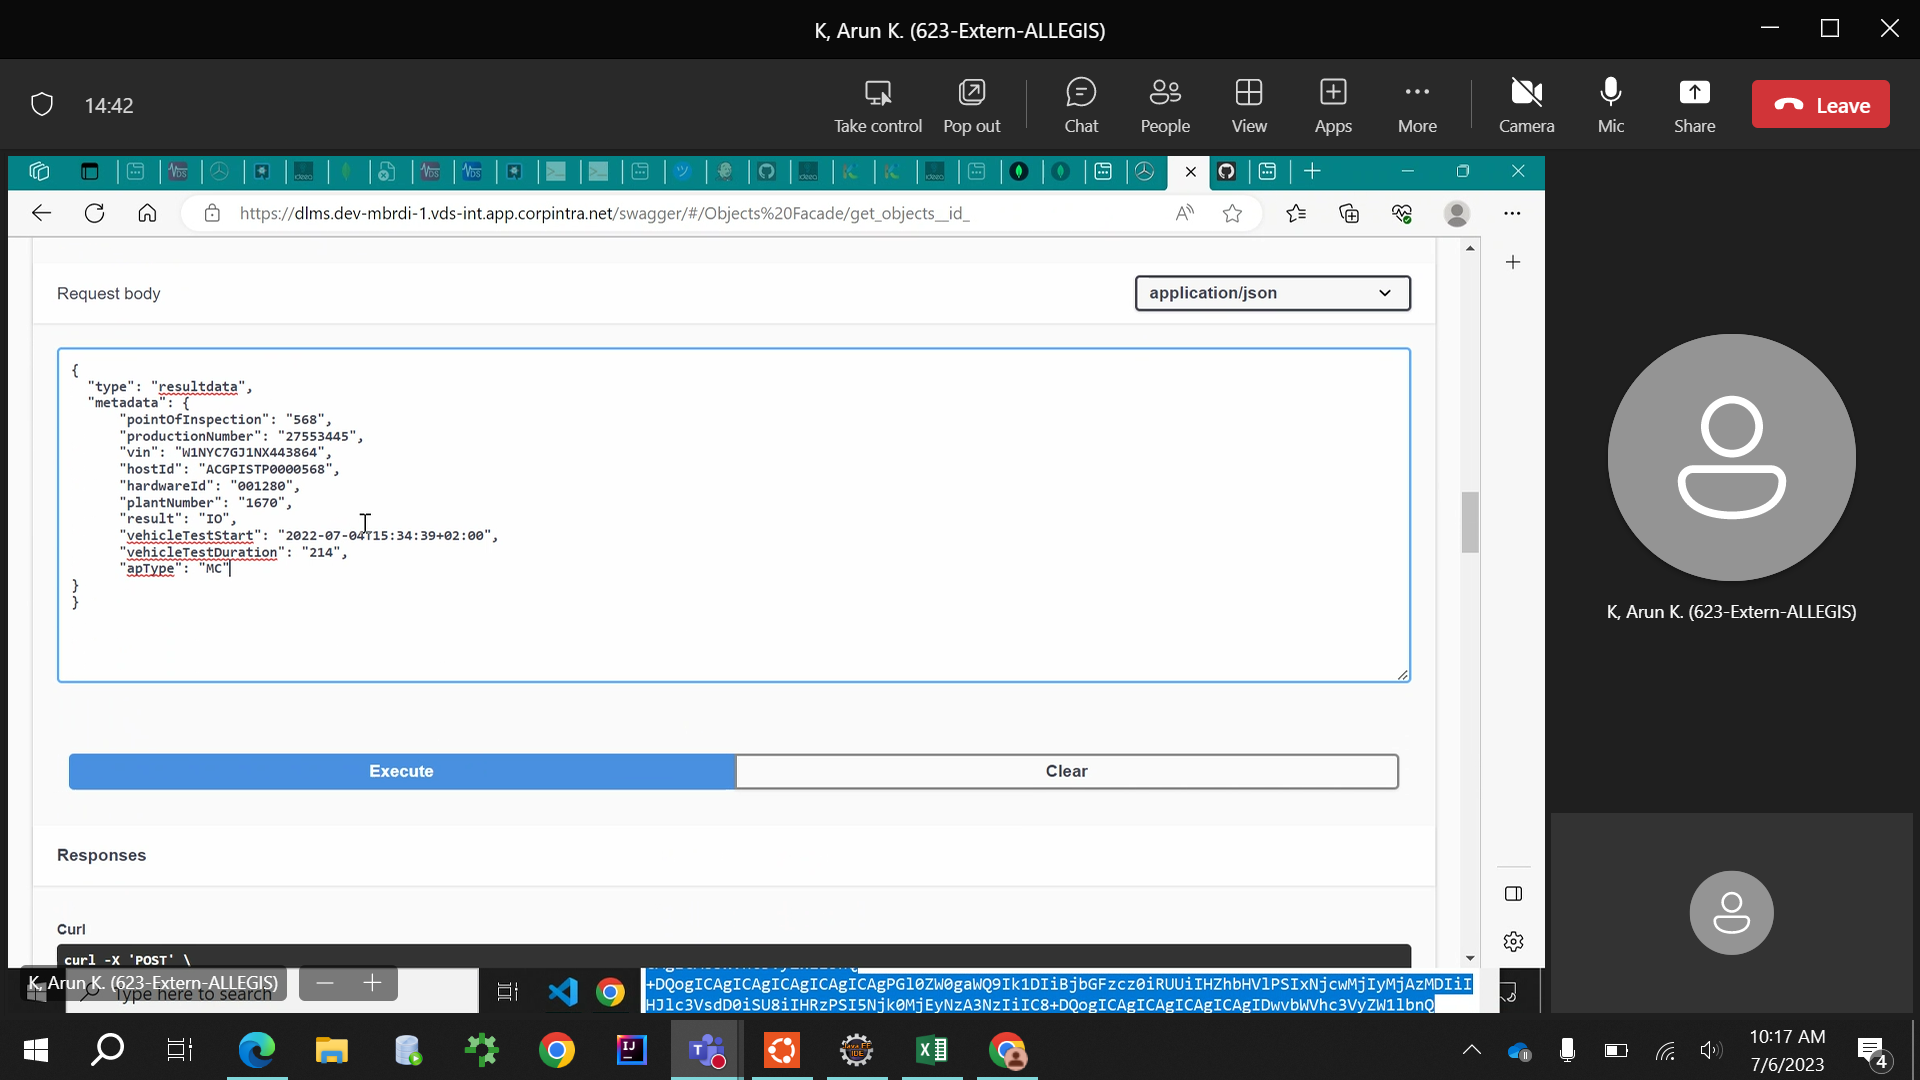 K, Arun K. (623-Extern-ALLEGIS)
14:42
Take control
Pop out
Chat
People
View
Apps
More
Camera
Mic
Share
Leave
https://dlms.dev-mbrdi-1.vds-int.app.corpintra.net/swagger/#/Objects%20Facade/get_objects__id_
Request body
application/json
{
"type": "resultdata",
"metadata": {
"pointOfInspection": "568",
"productionNumber": "27553445",
"vin": "W1NYC7GJ1NX443864",
"hostId": "ACGPISTP0000568",
"hardwareId": "001280",
"plantNumber": "1670",
"result": "IO",
"vehicleTestStart": "2022-07-04T15:34:39+02:00",
"vehicleTestDuration": "214",
"apType": "MC"
}
}
Execute
Clear
Responses
Curl
curl -X 'POST' \
K, Arun K. (623-Extern-ALLEGIS)
K, Arun K. (623-Extern-ALLEGIS)
Type here to search
+DQogICAgICAgICAgICAgICAgPGl0ZW0gaWQ9Ik1DIiBjbGFzcz0iRUUiIHZhbHVlPSIxNjcwMjIyMjAzMDIiI
HJlc3VsdD0iSU8iIHRzPSI5Njk0MjEyNzA3NzIiIC8+DQogICAgICAgICAgICAgIDwvbWVhc3VyZW1lbnQ
10:17 AM
7/6/2023
4